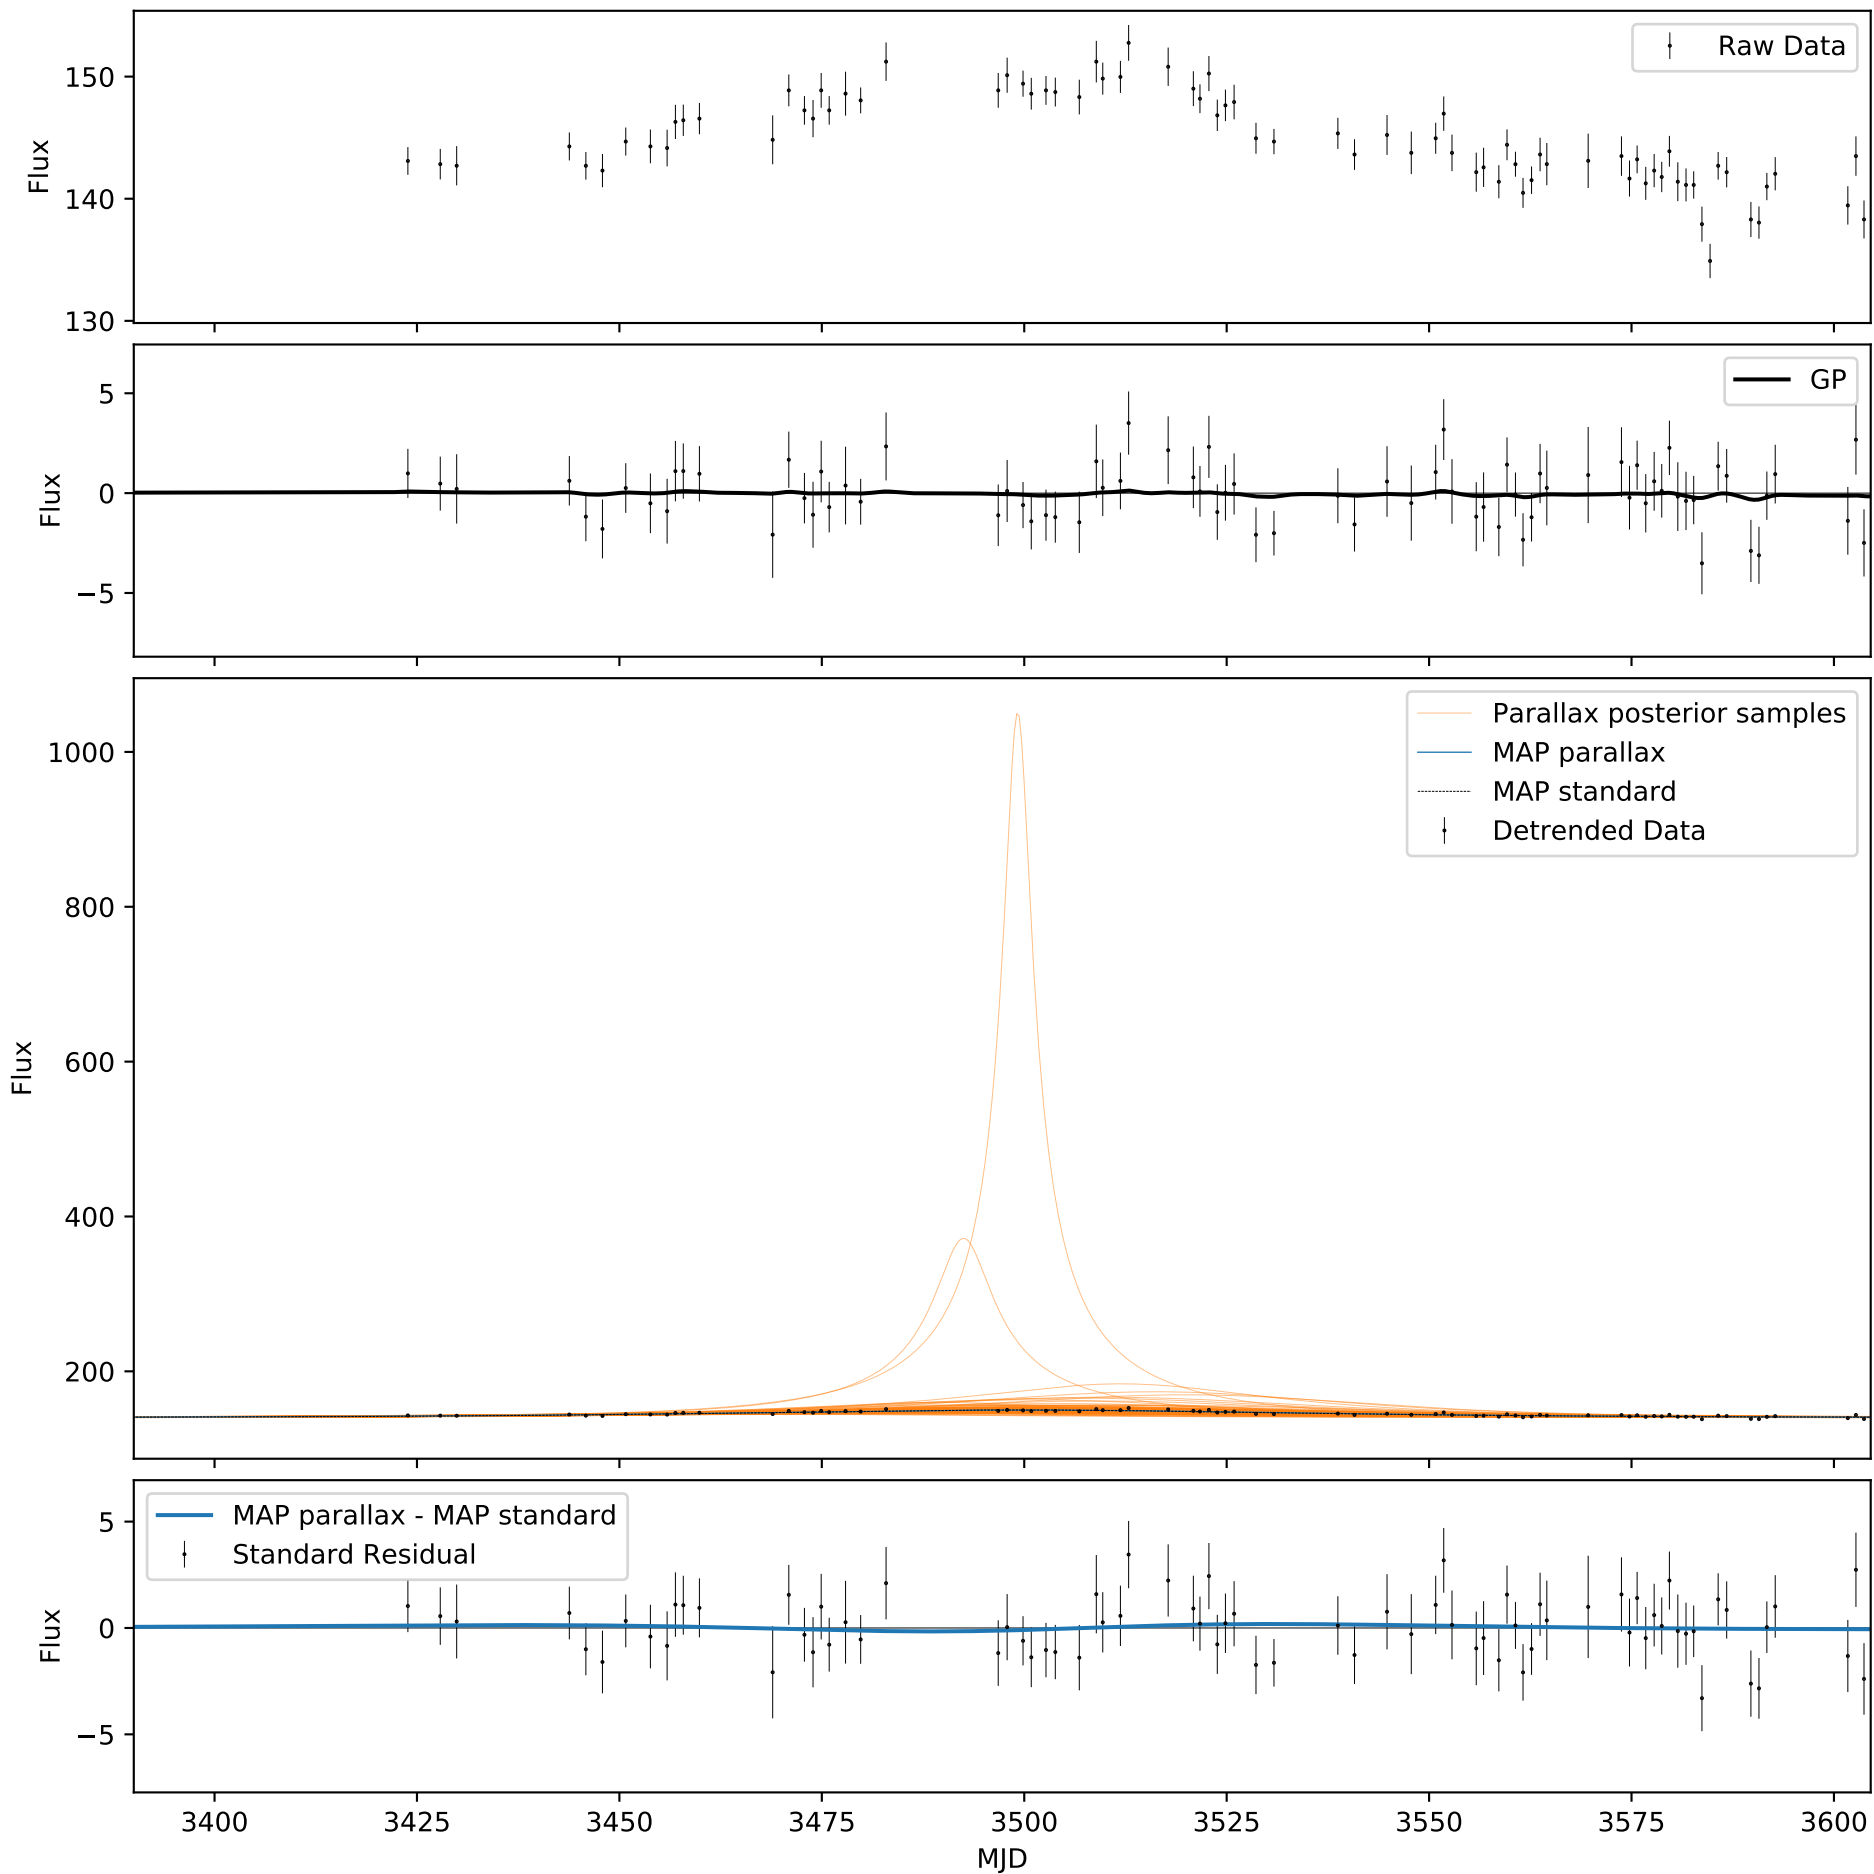 Raw Data
150
140
130
Flux
GP
5
0
−5
Flux
Parallax posterior samples
MAP parallax
MAP standard
Detrended Data
1000
800
600
400
200
Flux
MAP parallax - MAP standard
Standard Residual
5
0
−5
Flux
3400 3425 3450 3475 3500 3525 3550 3575 3600
MJD